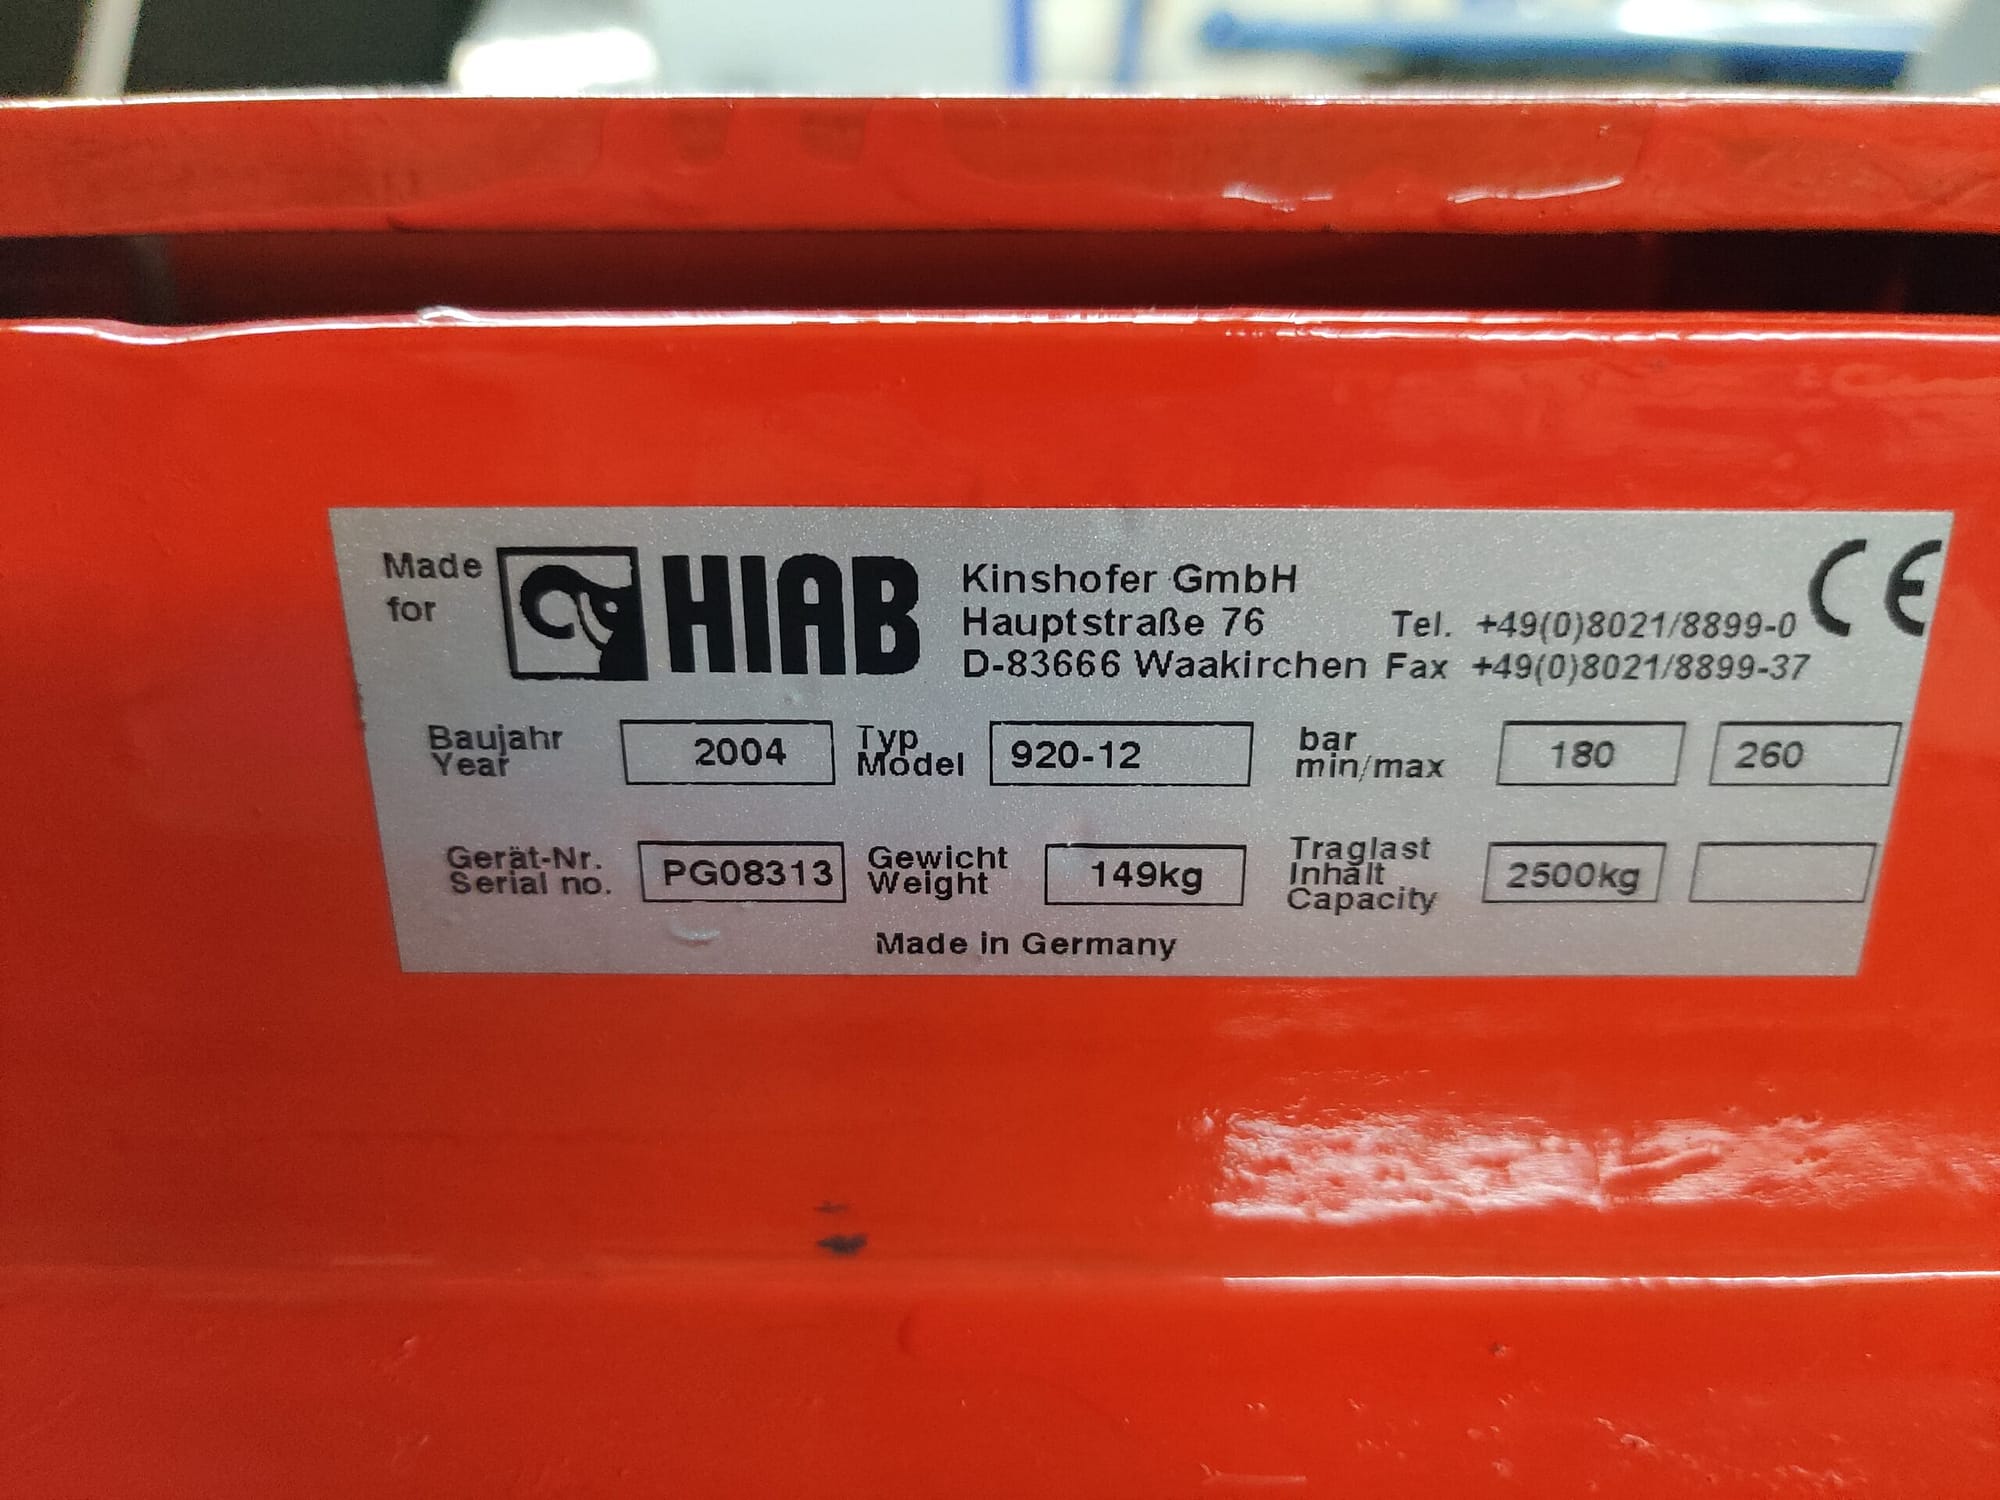 Made for HIAB
Kinshofer GmbH
Hauptstraße 76 Tel. +49(0)8021/8899-0
D-83666 Waakirchen Fax +49(0)8021/8899-37
CE
Baujahr Year 2004 Typ Model 920-12 bar min/max 180 260
Gerät-Nr. Serial no. PG08313 Gewicht Weight 149kg Traglast Inhalt Capacity 2500kg
Made in Germany